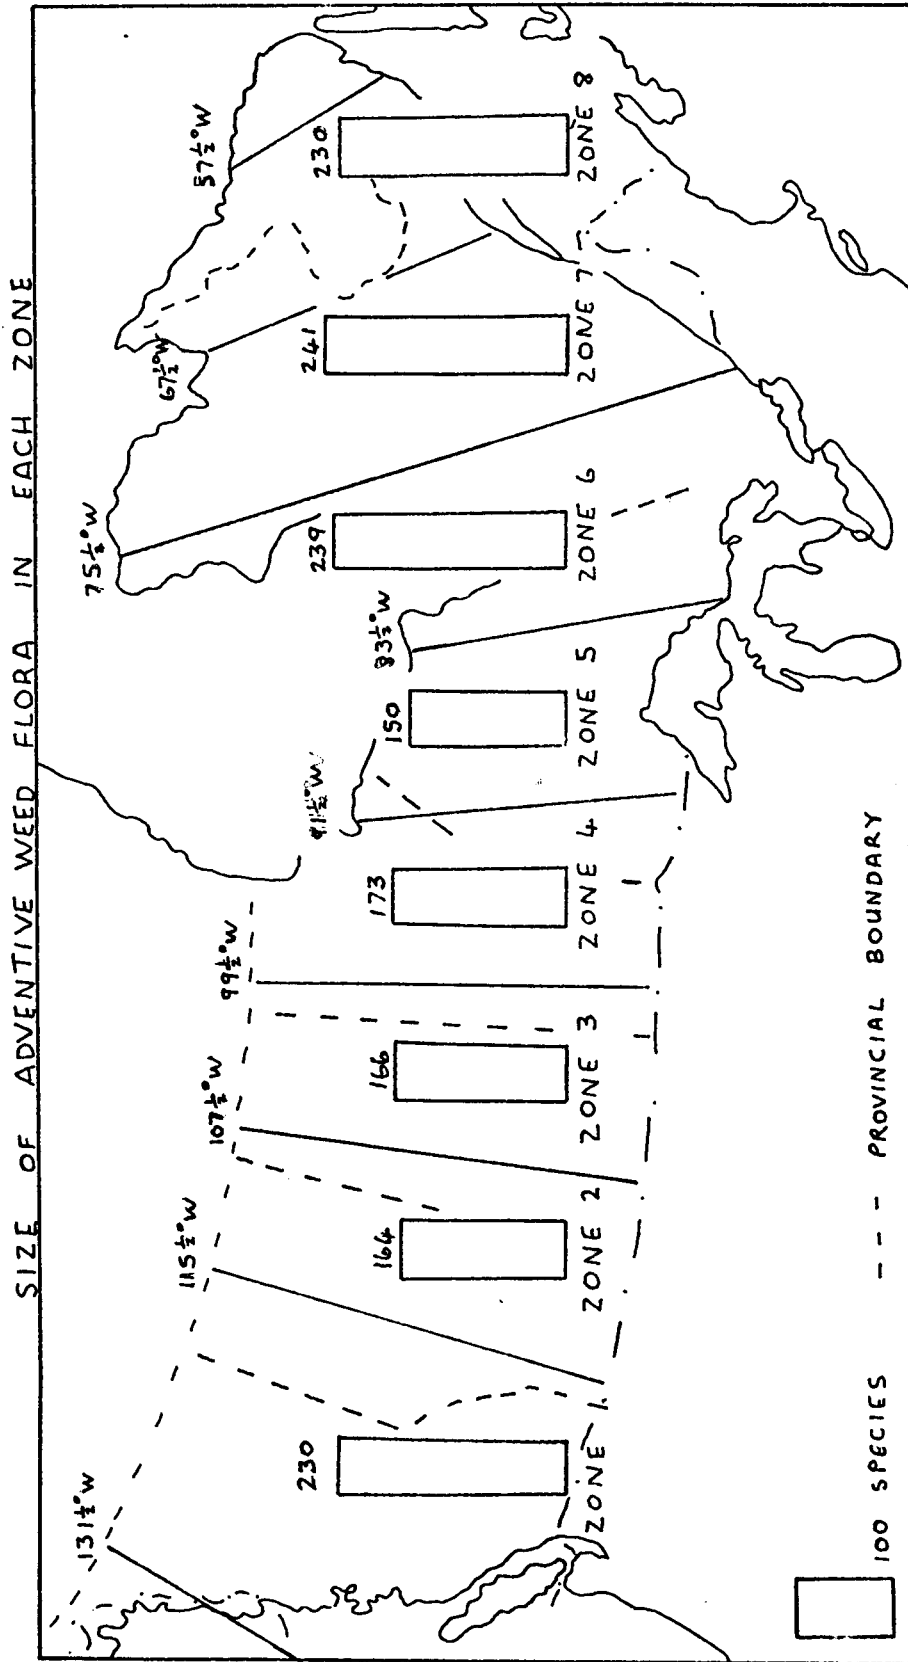 SIZE OF ADVENTIVE WEED FLORA IN EACH ZONE
131½°W
115½°W
107½°W
99½°W
91½°W
83½°W
75½°W
67½°W
57½°W
230
164
166
173
150
239
241
230
ZONE 1
ZONE 2
ZONE 3
ZONE 4
ZONE 5
ZONE 6
ZONE 7
ZONE 8
100 SPECIES
--- PROVINCIAL BOUNDARY